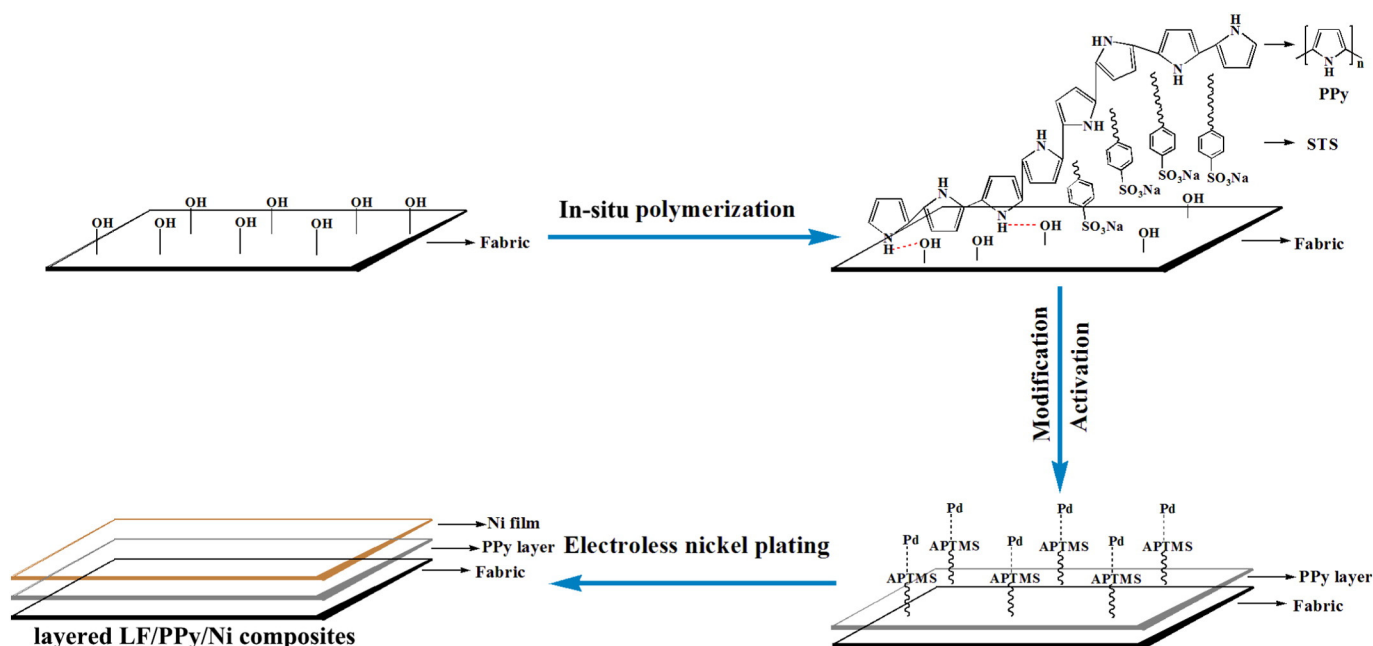 OH
OH
OH
OH
OH
OH
OH
OH
Fabric
In-situ polymerization
H
N
HN
N
H
N
H
n
PPy
NH
H
N
STS
SO₃Na
SO₃Na
SO₃Na
H
N
H
N
N
H
SO₃Na
OH
N
H
OH
OH
OH
OH
Fabric
Modification
Activation
Pd
Pd
Pd
Pd
Pd
Pd
APTMS
APTMS
APTMS
APTMS
APTMS
APTMS
PPy layer
Fabric
Electroless nickel plating
Ni film
PPy layer
Fabric
layered LF/PPy/Ni composites